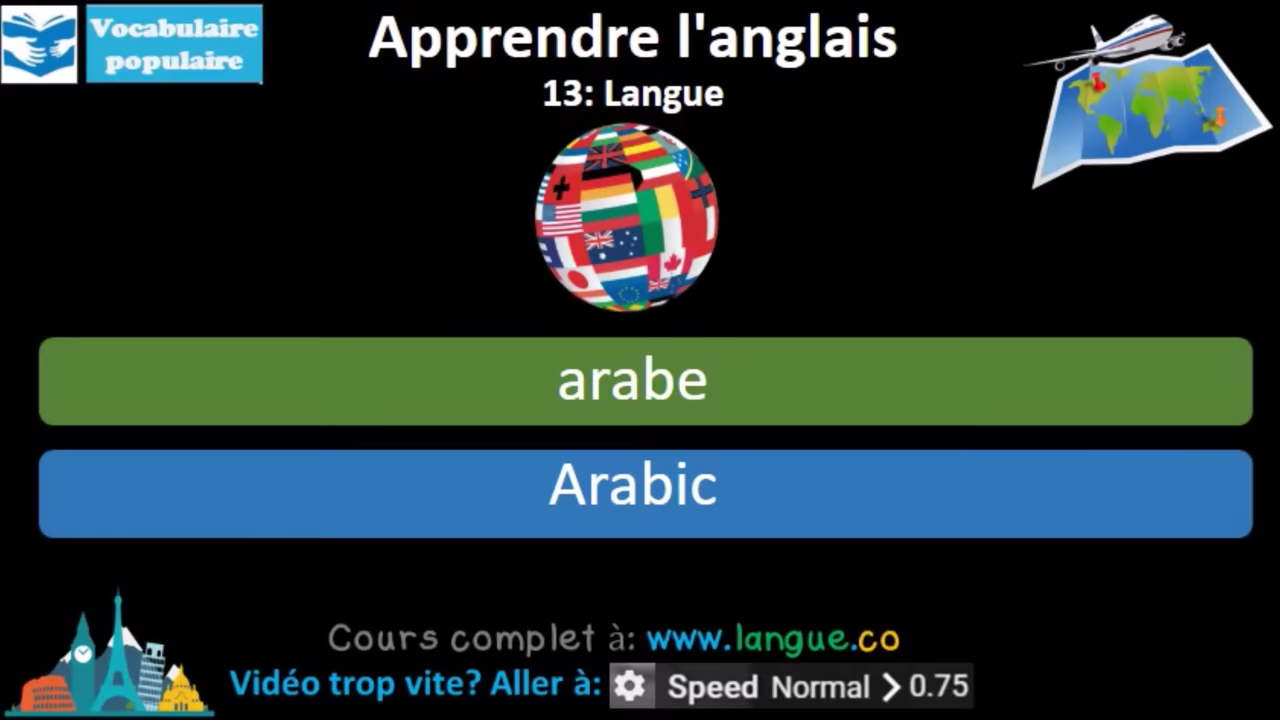 Vocabulaire
populaire
Apprendre l'anglais
13: Langue
arabe
Arabic
Cours complet à: www.langue.co
Vidéo trop vite? Aller à: Speed Normal > 0.75